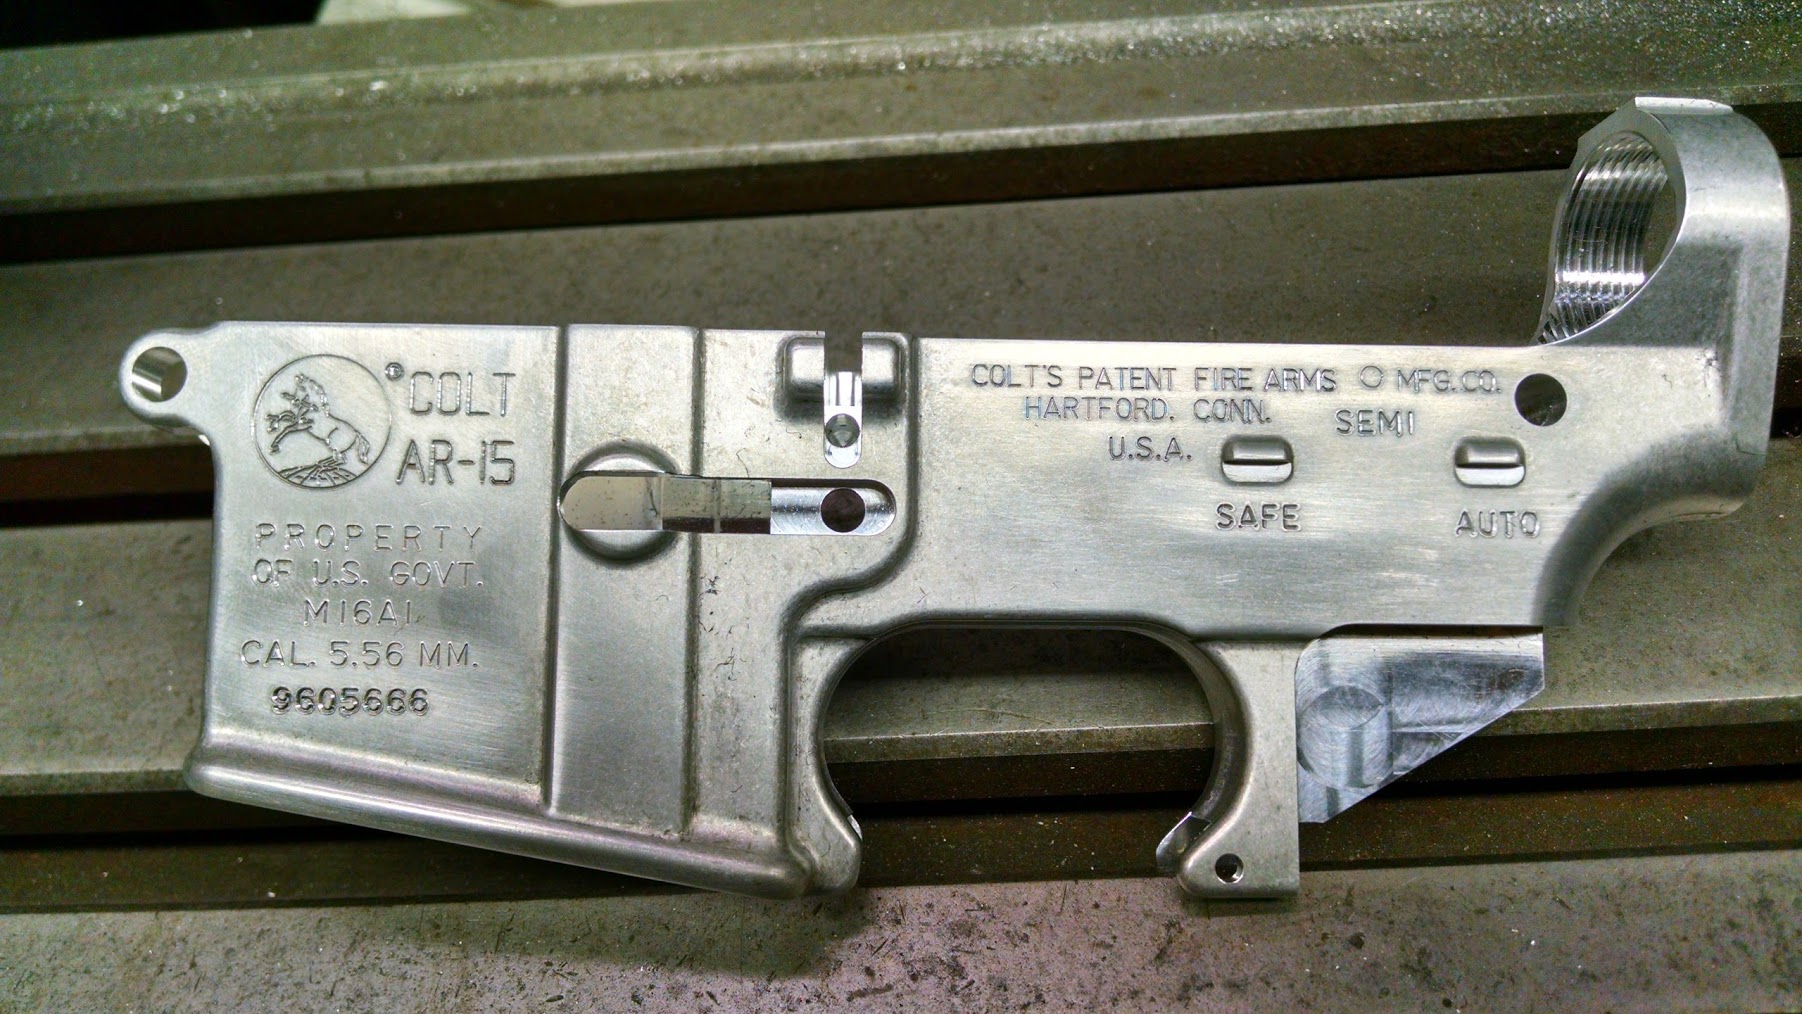 ® COLT
AR-15
PROPERTY
OF U.S. GOVT.
M16A1
CAL. 5.56 MM.
9605666
COLT'S PATENT FIRE ARMS MFG. CO.
HARTFORD. CONN.
U.S.A.
SEMI
SAFE
AUTO